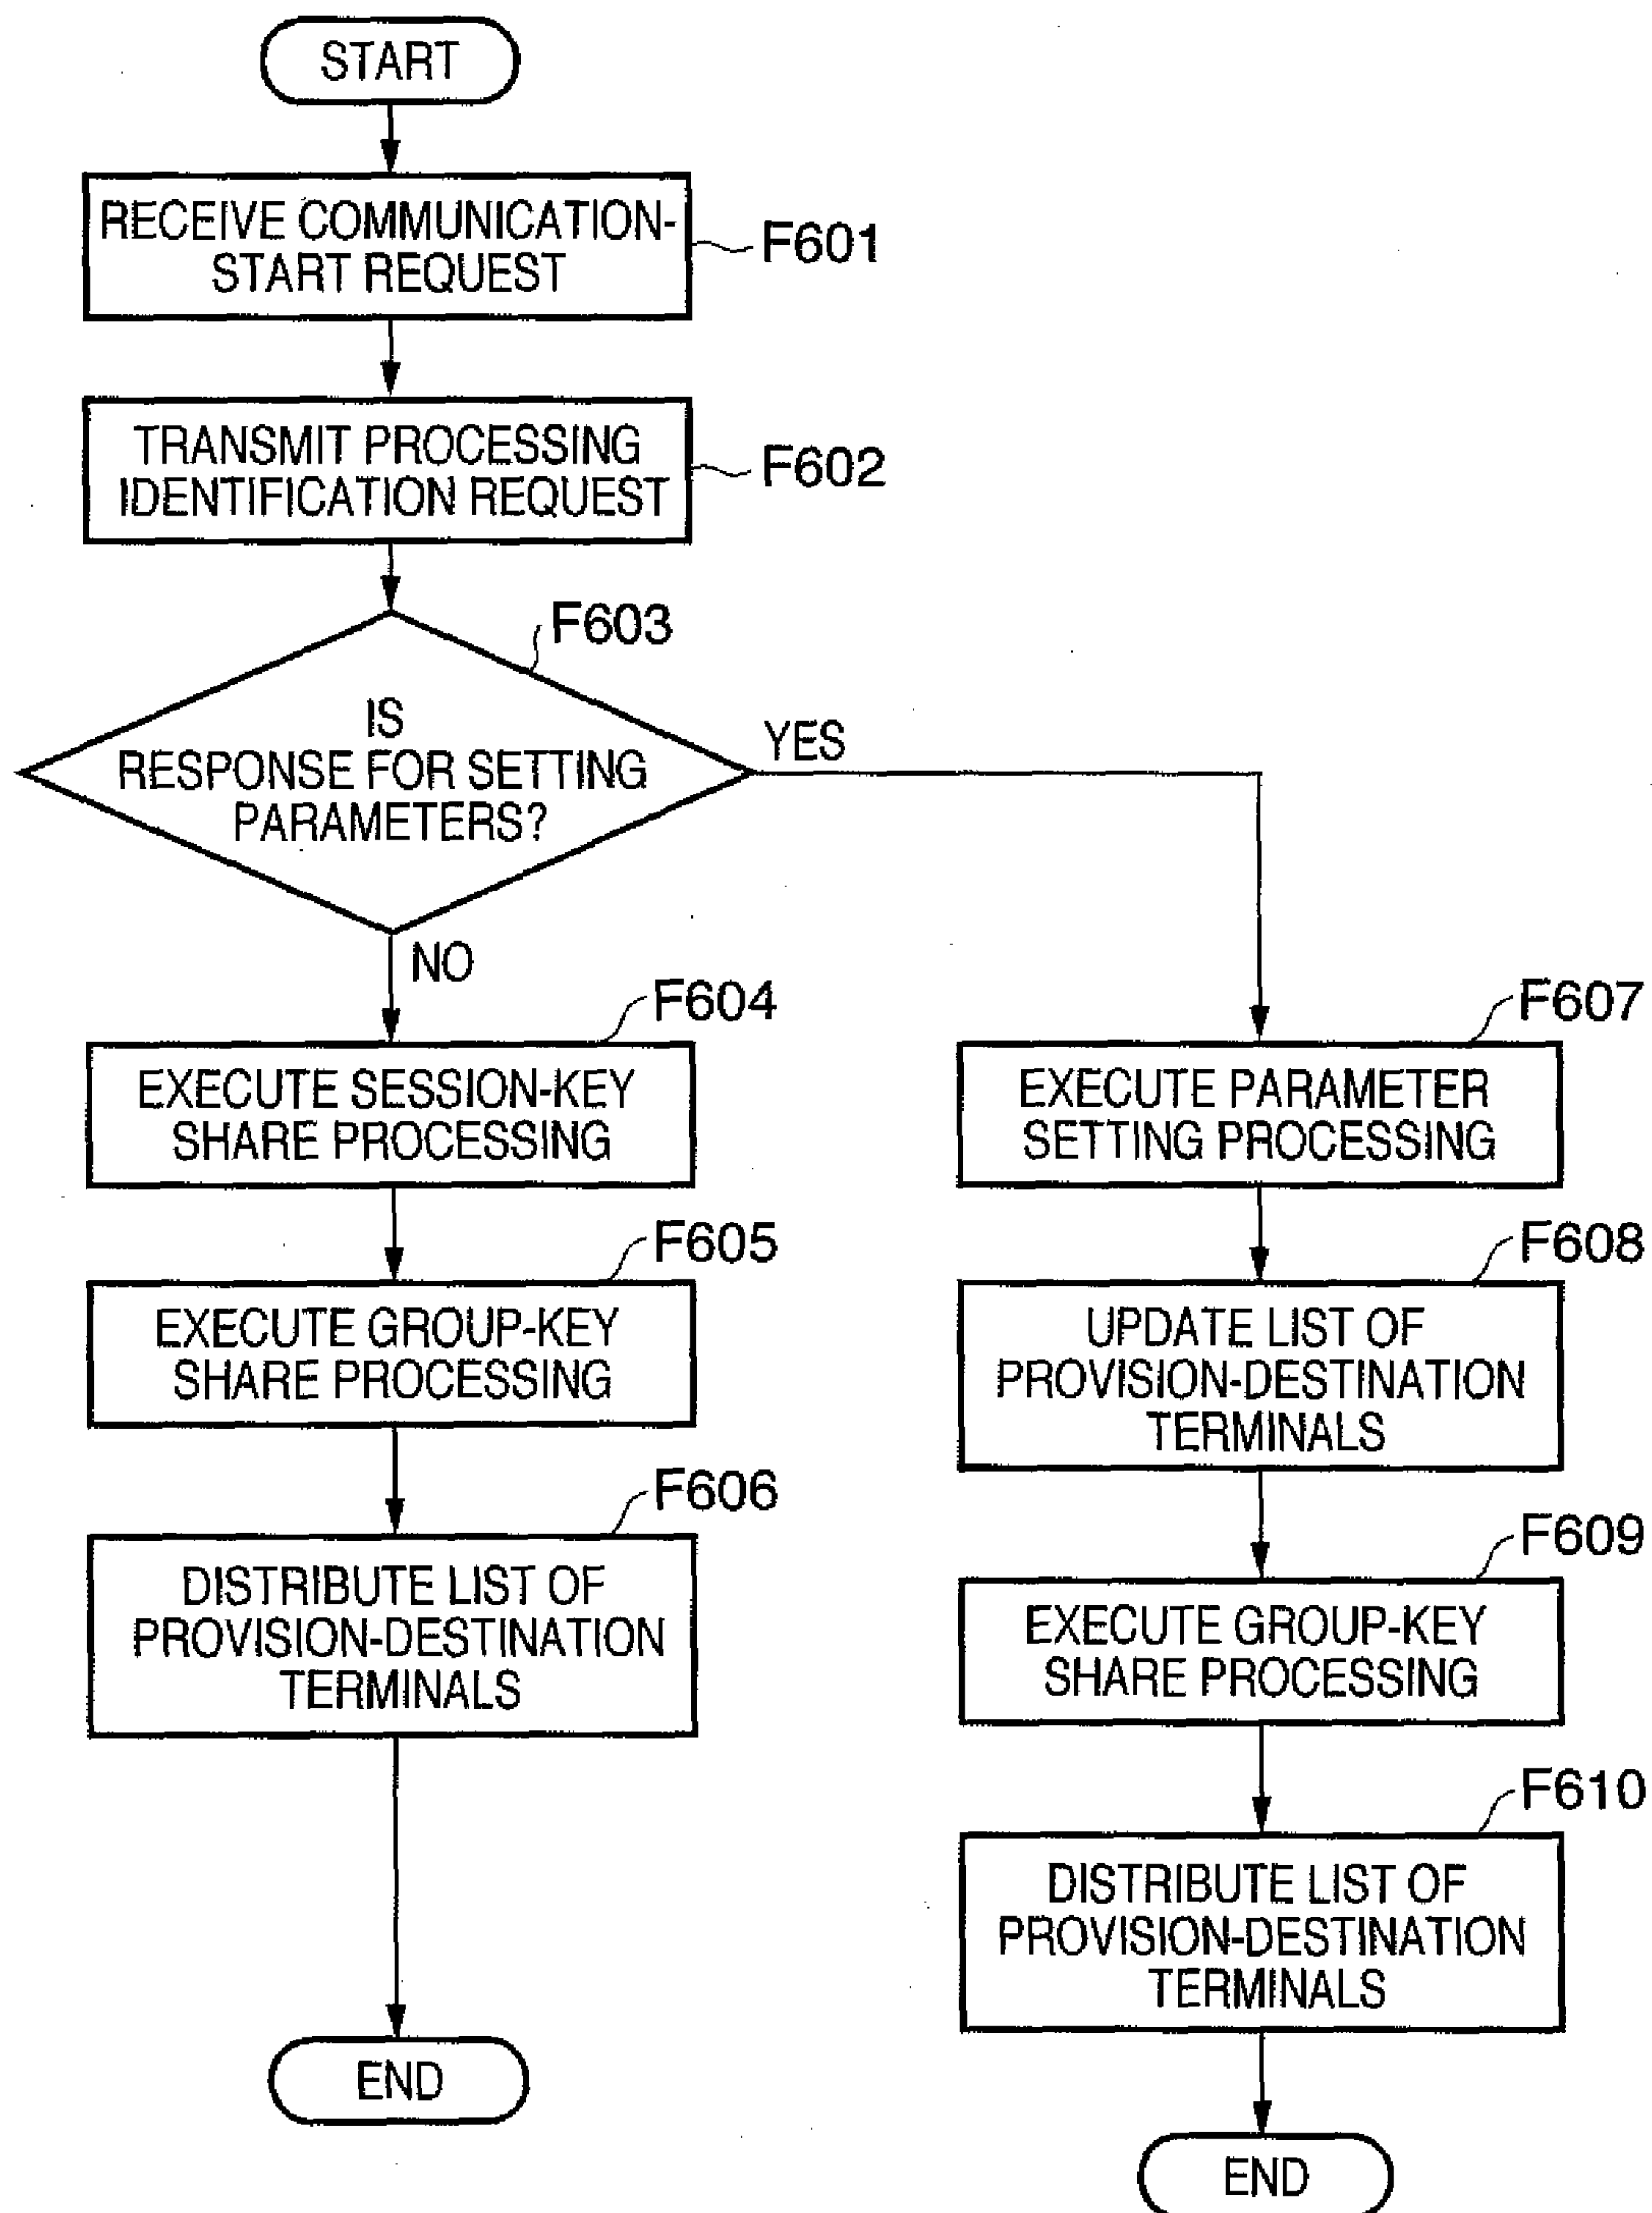 START
RECEIVE COMMUNICATION-
START REQUEST
F601
TRANSMIT PROCESSING
IDENTIFICATION REQUEST
F602
F603
IS
RESPONSE FOR SETTING
PARAMETERS?
YES
NO
F604
EXECUTE SESSION-KEY
SHARE PROCESSING
F605
EXECUTE GROUP-KEY
SHARE PROCESSING
F606
DISTRIBUTE LIST OF
PROVISION-DESTINATION
TERMINALS
END
F607
EXECUTE PARAMETER
SETTING PROCESSING
F608
UPDATE LIST OF
PROVISION-DESTINATION
TERMINALS
F609
EXECUTE GROUP-KEY
SHARE PROCESSING
F610
DISTRIBUTE LIST OF
PROVISION-DESTINATION
TERMINALS
END